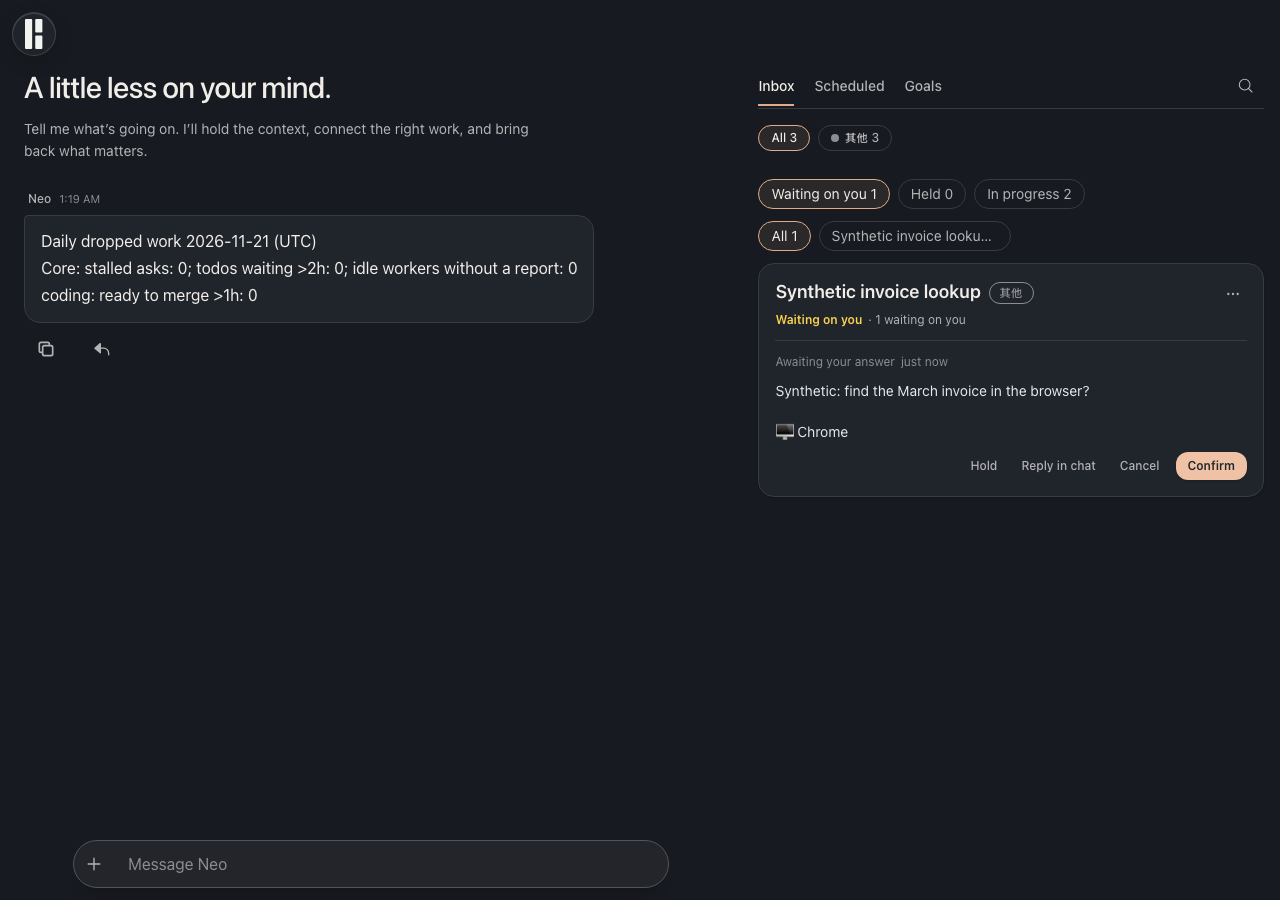 A little less on your mind.
Tell me what’s going on. I’ll hold the context, connect the right work, and bring
back what matters.
Neo 1:19 AM
Daily dropped work 2026-11-21 (UTC)
Core: stalled asks: 0; todos waiting >2h: 0; idle workers without a report: 0
coding: ready to merge >1h: 0
Message Neo
Inbox Scheduled Goals
All 3 其他 3
Waiting on you 1 Held 0 In progress 2
All 1 Synthetic invoice looku...
Synthetic invoice lookup 其他
Waiting on you · 1 waiting on you
Awaiting your answer just now
Synthetic: find the March invoice in the browser?
Chrome
Hold Reply in chat Cancel Confirm